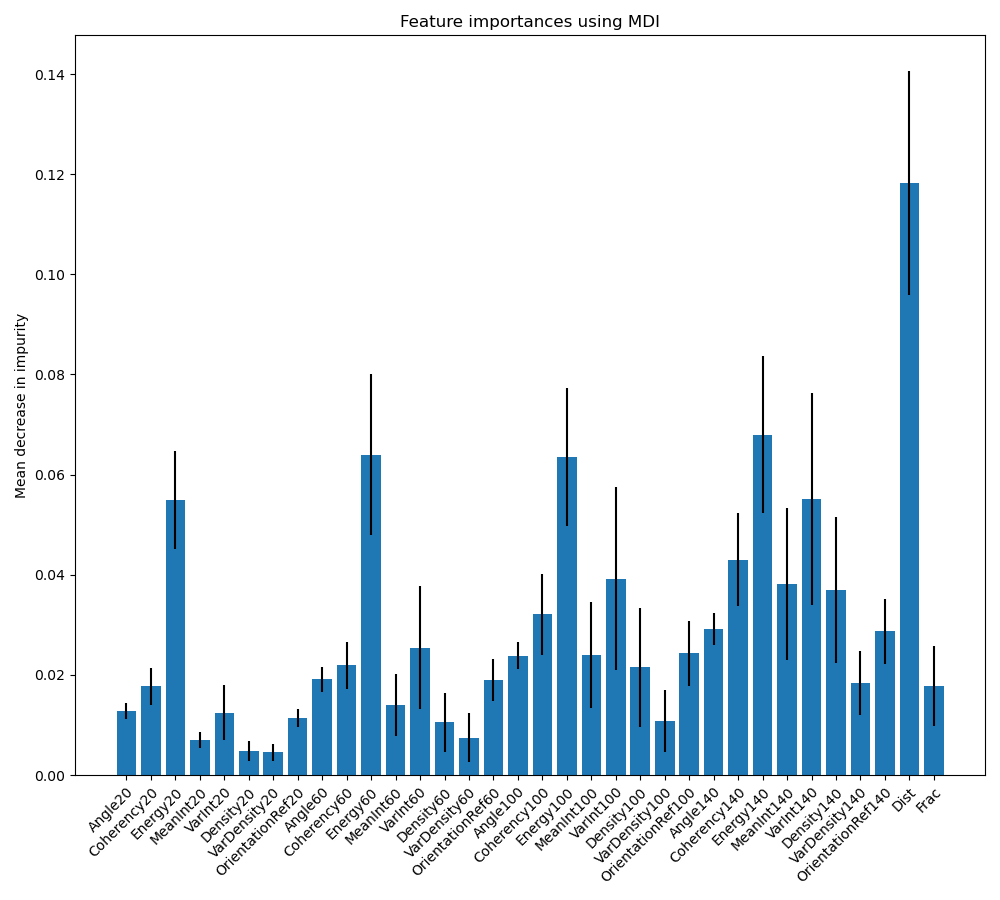 Feature importances using MDI
Mean decrease in impurity
0.14
0.12
0.10
0.08
0.06
0.04
0.02
0.00
Angle20
Coherency20
Energy20
MeanInt20
VarInt20
Density20
VarDensity20
OrientationRef20
Angle60
Coherency60
Energy60
MeanInt60
VarInt60
Density60
VarDensity60
OrientationRef60
Angle100
Coherency100
Energy100
MeanInt100
VarInt100
Density100
VarDensity100
OrientationRef100
Angle140
Coherency140
Energy140
MeanInt140
VarInt140
Density140
VarDensity140
OrientationRef140
Dist
Frac